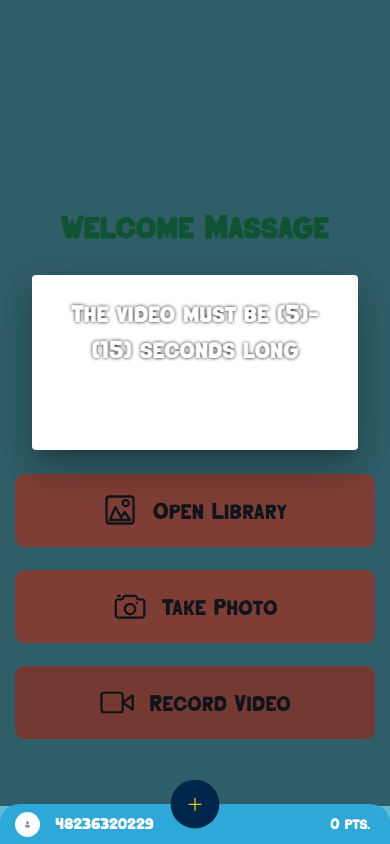 Welcome Massage
The video must be (5)-
(15) seconds long
Open Library
Take Photo
Record Video
48236320229
0 pts.